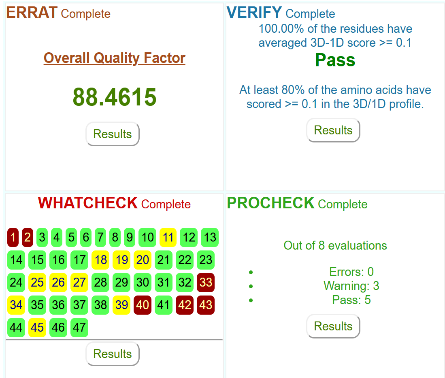 ERRAT Complete
Overall Quality Factor
88.4615
Results
VERIFY Complete
100.00% of the residues have
averaged 3D-1D score >= 0.1
Pass
At least 80% of the amino acids have
scored >= 0.1 in the 3D/1D profile.
Results
WHATCHECK Complete
1 2 3 4 5 6 7 8 9 10 11 12 13
14 15 16 17 18 19 20 21 22 23
24 25 26 27 28 29 30 31 32 33
34 35 36 37 38 39 40 41 42 43
44 45 46 47
Results
PROCHECK Complete
Out of 8 evaluations
• Errors: 0
• Warning: 3
• Pass: 5
Results